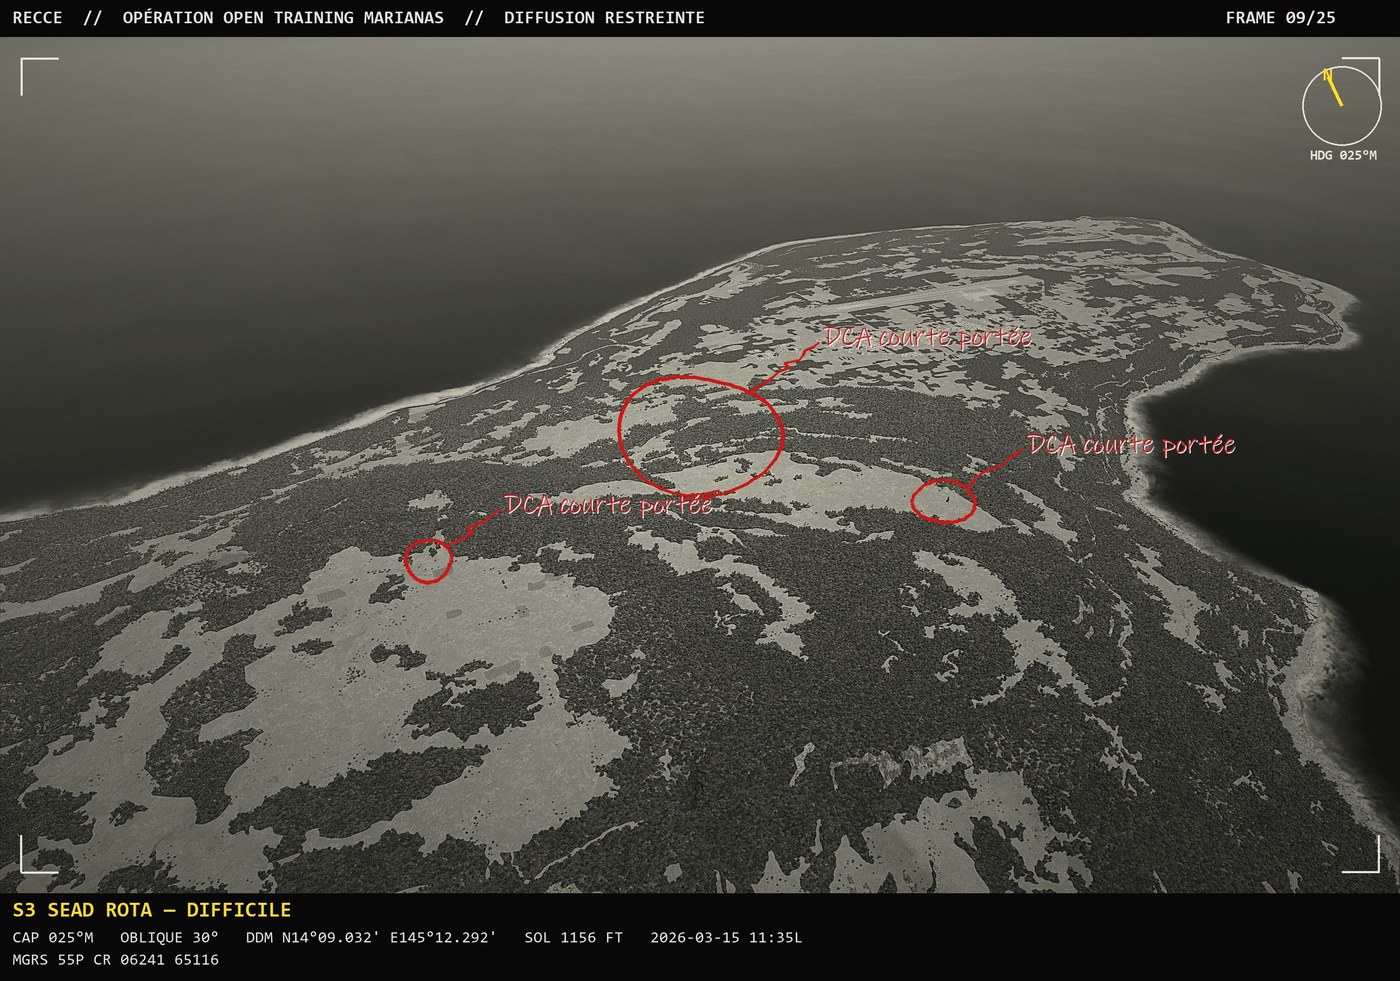 RECCE // OPÉRATION OPEN TRAINING MARIANAS // DIFFUSION RESTREINTE FRAME 09/25
N
HDG 025°M
DCA courte portée
DCA courte portée
DCA courte portée
S3 SEAD ROTA — DIFFICILE
CAP 025°M OBLIQUE 30° DDM N14°09.032' E145°12.292' SOL 1156 FT 2026-03-15 11:35L
MGRS 55P CR 06241 65116